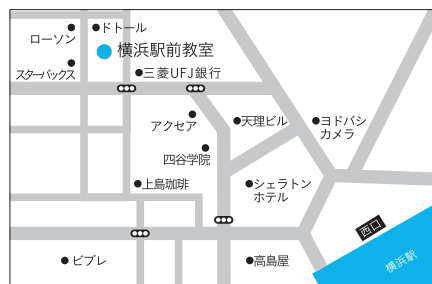 ドトール
ローソン
横浜駅前教室
スターバックス
三菱UFJ銀行
アクセア
天理ビル
ヨドバシ
カメラ
四谷学院
上島珈琲
シェラトン
ホテル
西口
横浜駅
ビブレ
高島屋